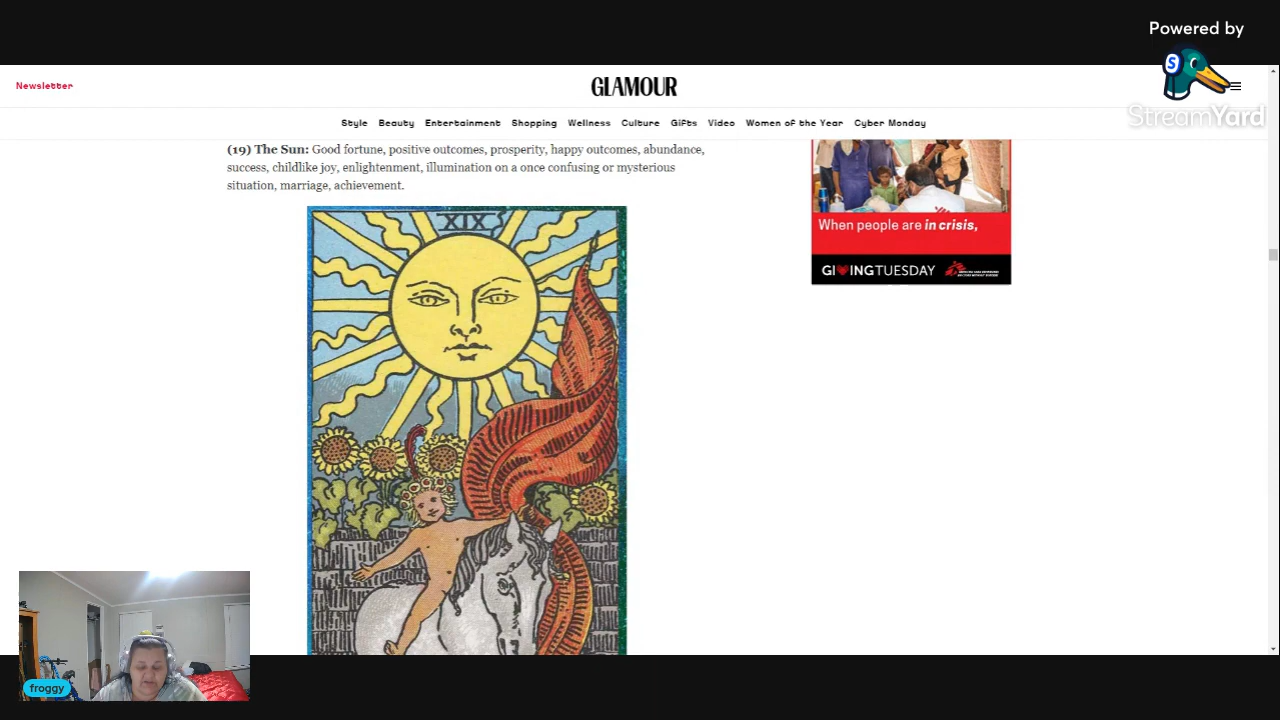 Powered by
S
StreamYard
Newsletter
GLAMOUR
Style Beauty Entertainment Shopping Wellness Culture Gifts Video Women of the Year Cyber Monday
(19) The Sun: Good fortune, positive outcomes, prosperity, happy outcomes, abundance,
success, childlike joy, enlightenment, illumination on a once confusing or mysterious
situation, marriage, achievement.
XIX
When people are in crisis,
GIVINGTUESDAY
froggy